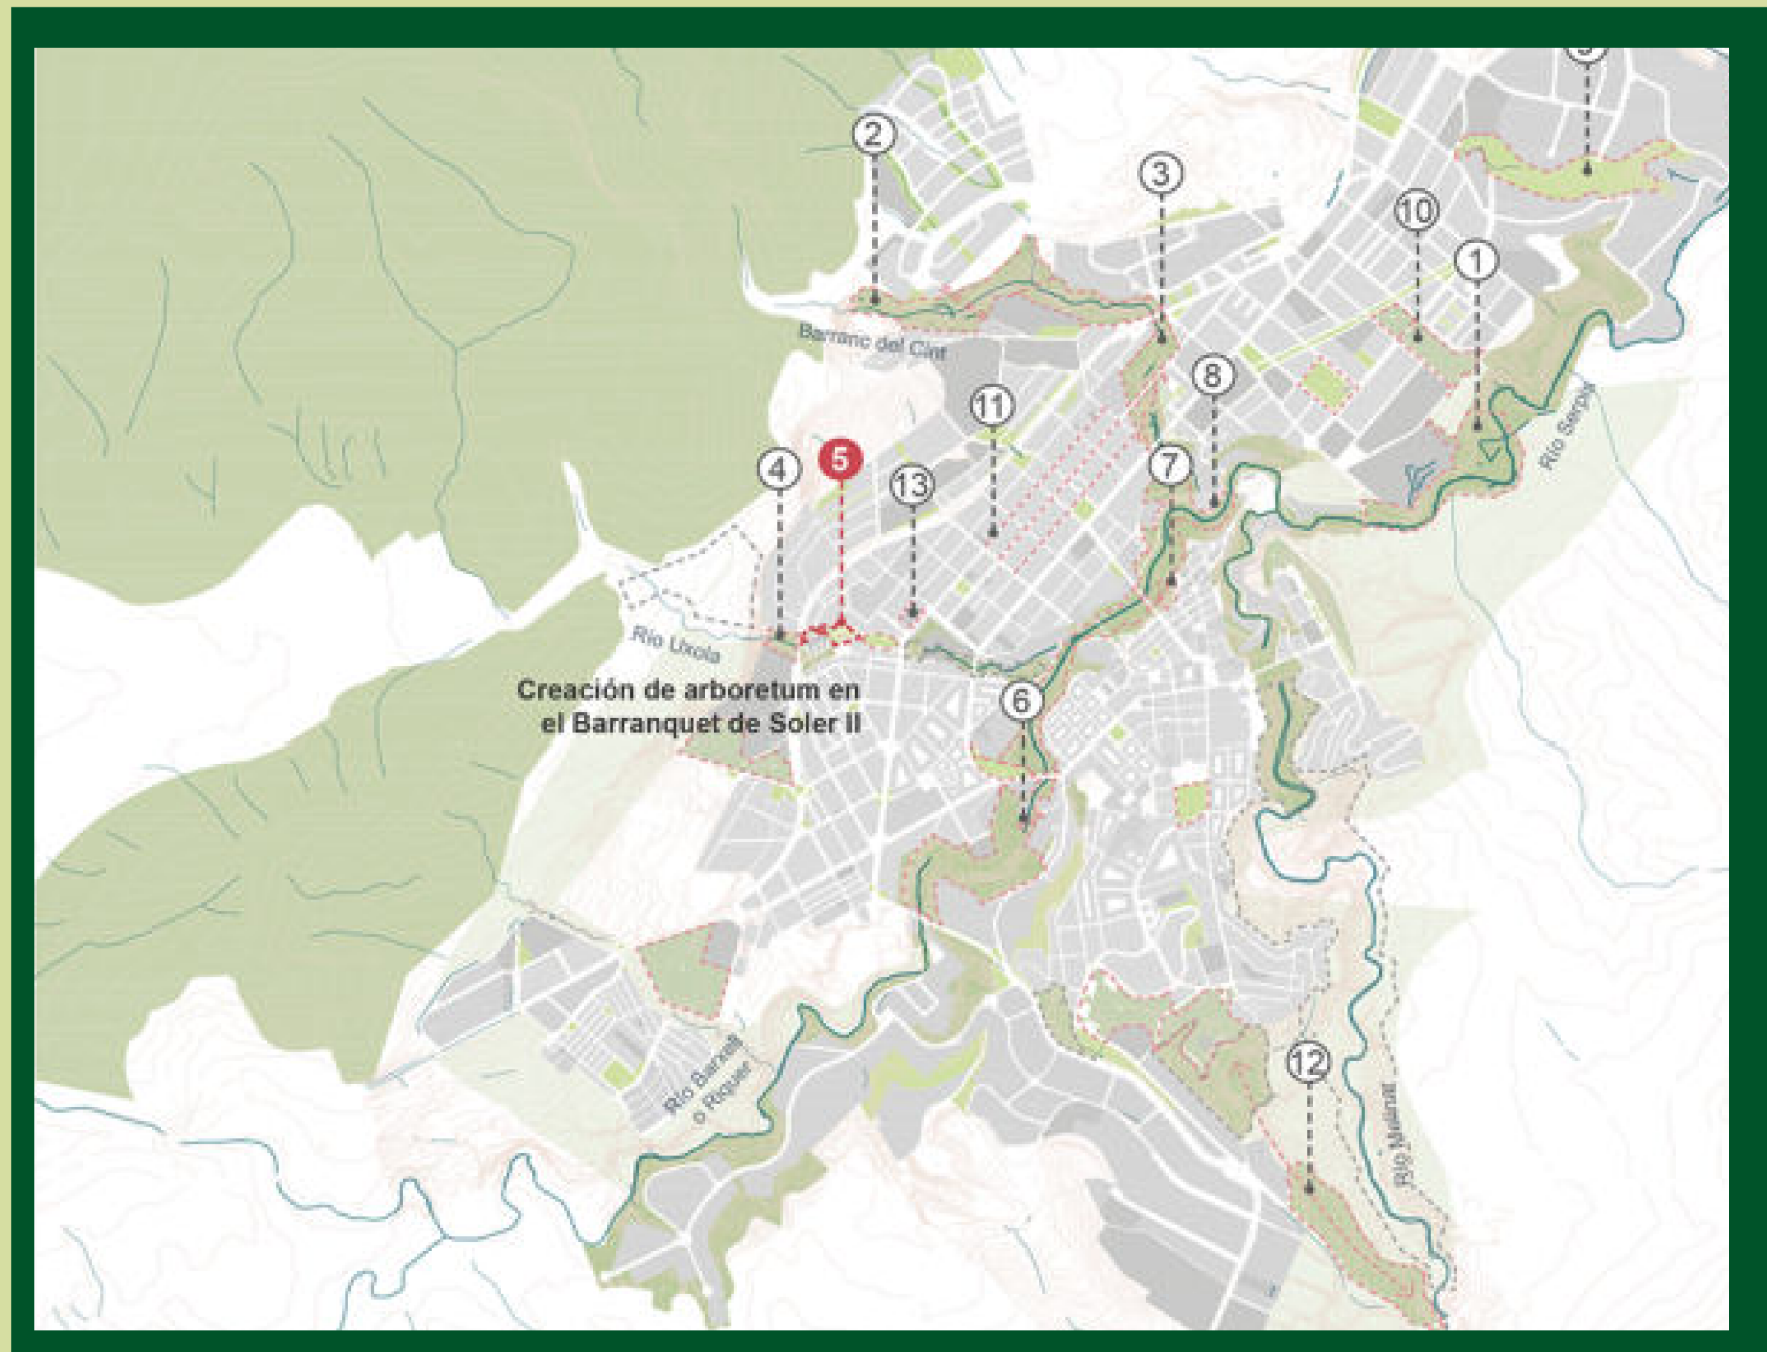 2
3
10
1
Barranc del Cint
8
11
Río Serpis
5
4
7
13
Río Uxola
Creación de arboretum en
el Barranquet de Soler II
6
12
Río Barxell
o Riquer
Río Molinar